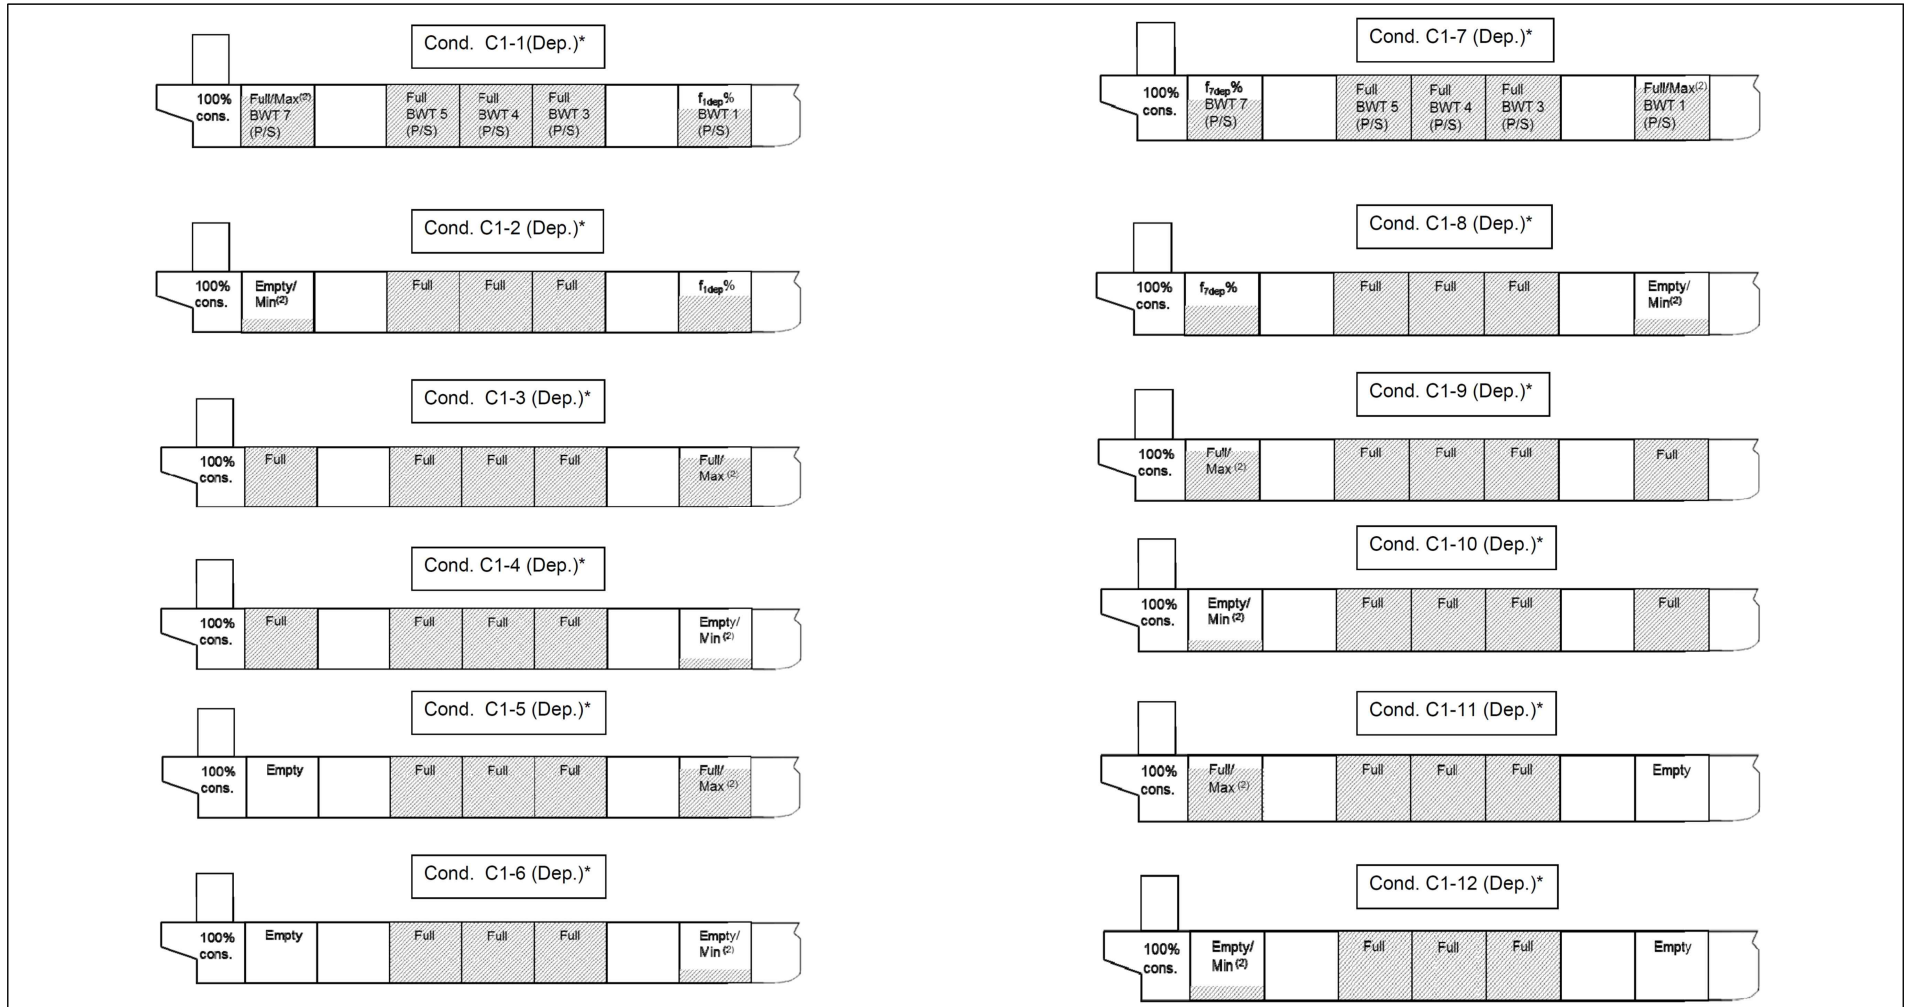 Cond. C1-1(Dep.)*
100%
cons.
Full/Max(2)
BWT 7
(P/S)
Full
BWT 5
(P/S)
Full
BWT 4
(P/S)
Full
BWT 3
(P/S)
f1dep%
BWT 1
(P/S)
Cond. C1-2 (Dep.)*
100%
cons.
Empty/
Min(2)
Full
Full
Full
f1dep%
Cond. C1-3 (Dep.)*
100%
cons.
Full
Full
Full
Full
Full/
Max (2)
Cond. C1-4 (Dep.)*
100%
cons.
Full
Full
Full
Full
Empty/
Min (2)
Cond. C1-5 (Dep.)*
100%
cons.
Empty
Full
Full
Full
Full/
Max (2)
Cond. C1-6 (Dep.)*
100%
cons.
Empty
Full
Full
Full
Empty/
Min (2)
Cond. C1-7 (Dep.)*
100%
cons.
f7dep%
BWT 7
(P/S)
Full
BWT 5
(P/S)
Full
BWT 4
(P/S)
Full
BWT 3
(P/S)
Full/Max(2)
BWT 1
(P/S)
Cond. C1-8 (Dep.)*
100%
cons.
f7dep%
Full
Full
Full
Empty/
Min(2)
Cond. C1-9 (Dep.)*
100%
cons.
Full/
Max (2)
Full
Full
Full
Full
Cond. C1-10 (Dep.)*
100%
cons.
Empty/
Min (2)
Full
Full
Full
Full
Cond. C1-11 (Dep.)*
100%
cons.
Full/
Max (2)
Full
Full
Full
Empty
Cond. C1-12 (Dep.)*
100%
cons.
Empty/
Min (2)
Full
Full
Full
Empty